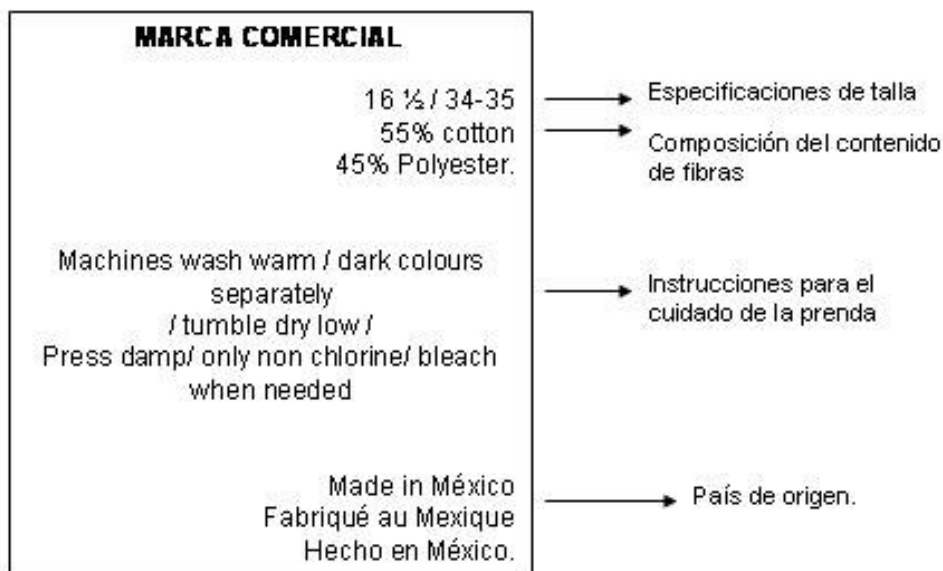 MARCA COMERCIAL
16 ½ / 34-35
55% cotton
45% Polyester.
Machines wash warm / dark colours
separately
/ tumble dry low /
Press damp/ only non chlorine/ bleach
when needed
Made in México
Fabriqué au Mexique
Hecho en México.
Especificaciones de talla
Composición del contenido
de fibras
Instrucciones para el
cuidado de la prenda
País de origen.